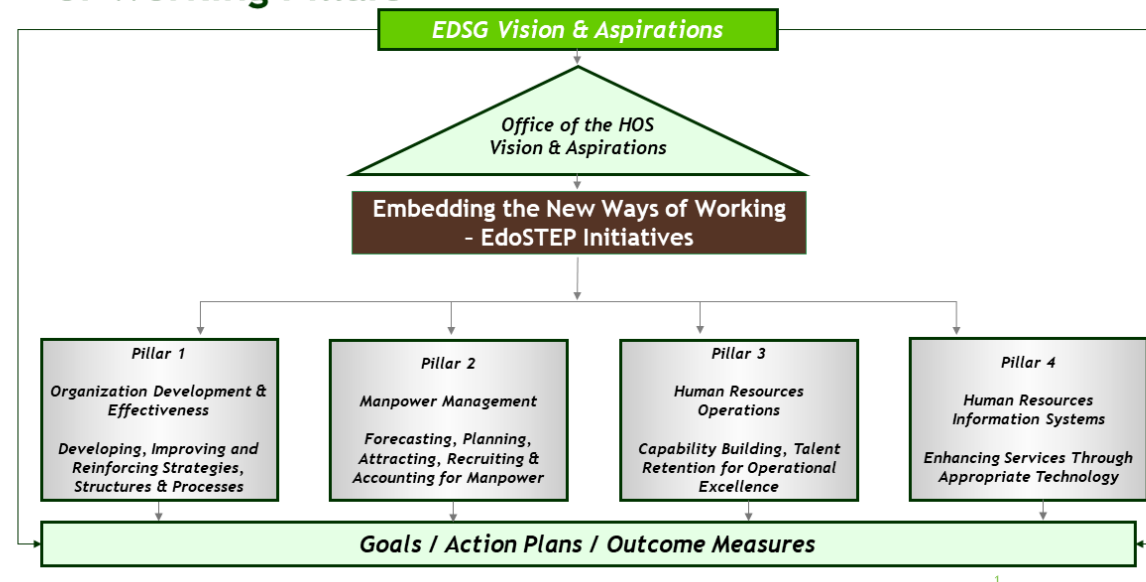 EDSG Vision & Aspirations
Office of the HOS
Vision & Aspirations
Embedding the New Ways of Working
– EdoSTEP Initiatives
Pillar 1
Organization Development &
Effectiveness
Developing, Improving and
Reinforcing Strategies,
Structures & Processes
Pillar 2
Manpower Management
Forecasting, Planning,
Attracting, Recruiting &
Accounting for Manpower
Pillar 3
Human Resources
Operations
Capability Building, Talent
Retention for Operational
Excellence
Pillar 4
Human Resources
Information Systems
Enhancing Services Through
Appropriate Technology
Goals / Action Plans / Outcome Measures
1